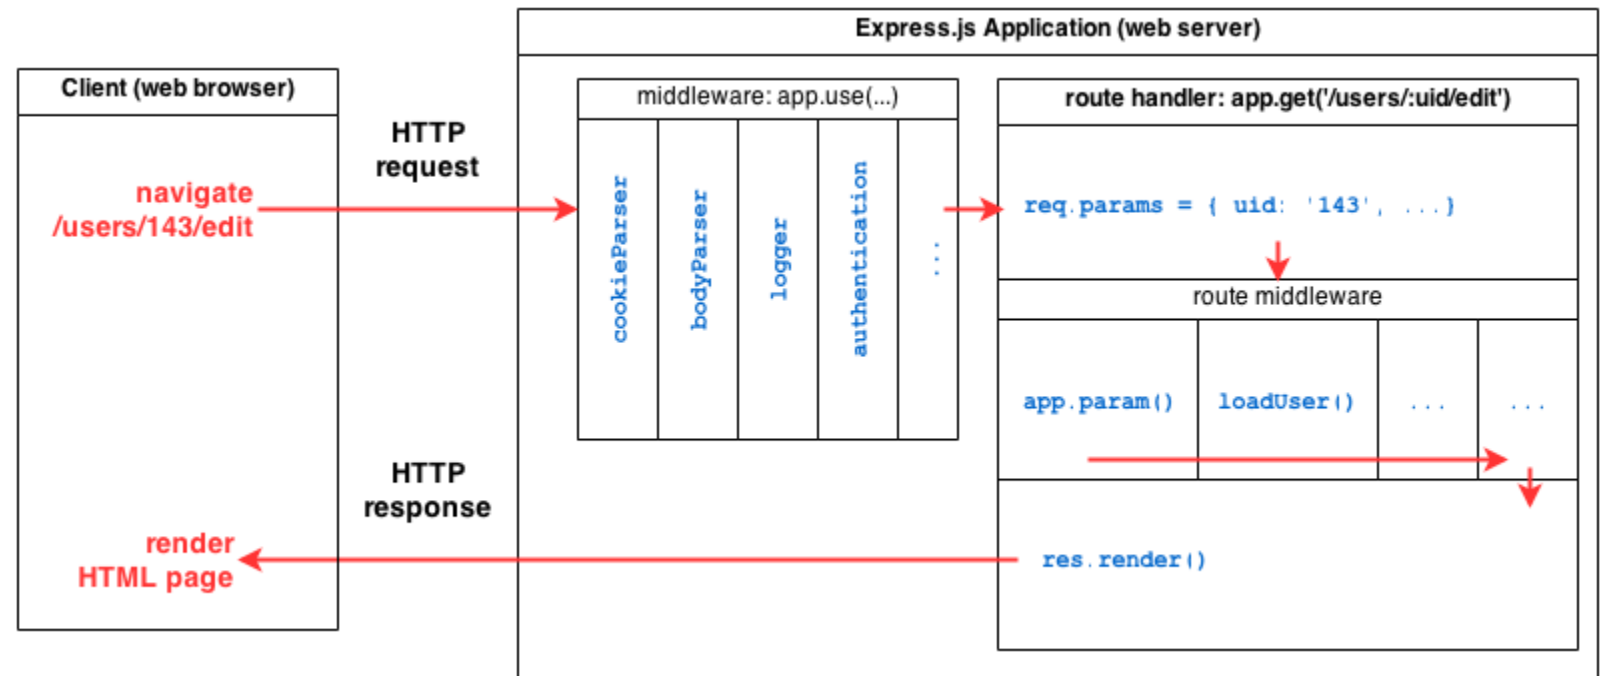 Express.js Application (web server)
Client (web browser)
middleware: app.use(...)
route handler: app.get('/users/:uid/edit')
HTTP
request
navigate
/users/143/edit
cookieParser
bodyParser
logger
authentication
...
req.params = { uid: '143', ...}
route middleware
app.param()
loadUser()
...
...
HTTP
response
render
HTML page
res.render()